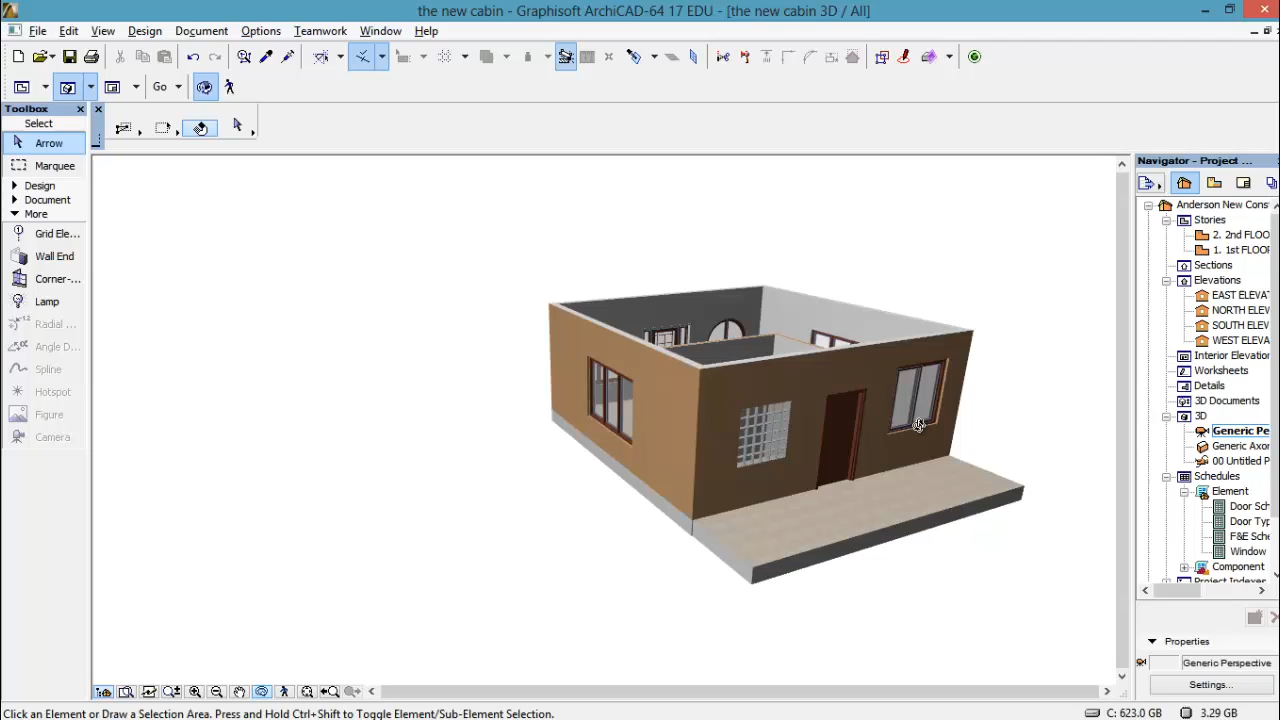 the new cabin - Graphisoft ArchiCAD-64 17 EDU - [the new cabin 3D / All]
File Edit View Design Document Options Teamwork Window Help
Go
Toolbox
Select
Arrow
Marquee
Design
Document
More
Grid Ele...
Wall End
Corner-...
Lamp
Radial ...
Angle D...
Spline
Hotspot
Figure
Camera
Navigator - Project ...
Anderson New Cons
Stories
2. 2nd FLOO
1. 1st FLOOF
Sections
Elevations
EAST ELEVA
NORTH ELEV
SOUTH ELEV
WEST ELEVA
Interior Elevatio
Worksheets
Details
3D Documents
3D
Generic Pe
Generic Axor
00 Untitled P
Schedules
Element
Door Sch
Door Typ
F&E Sche
Window
Component
Project Indexes
Properties
Generic Perspective
Settings...
Click an Element or Draw a Selection Area. Press and Hold Ctrl+Shift to Toggle Element/Sub-Element Selection.
C: 623.0 GB
3.29 GB